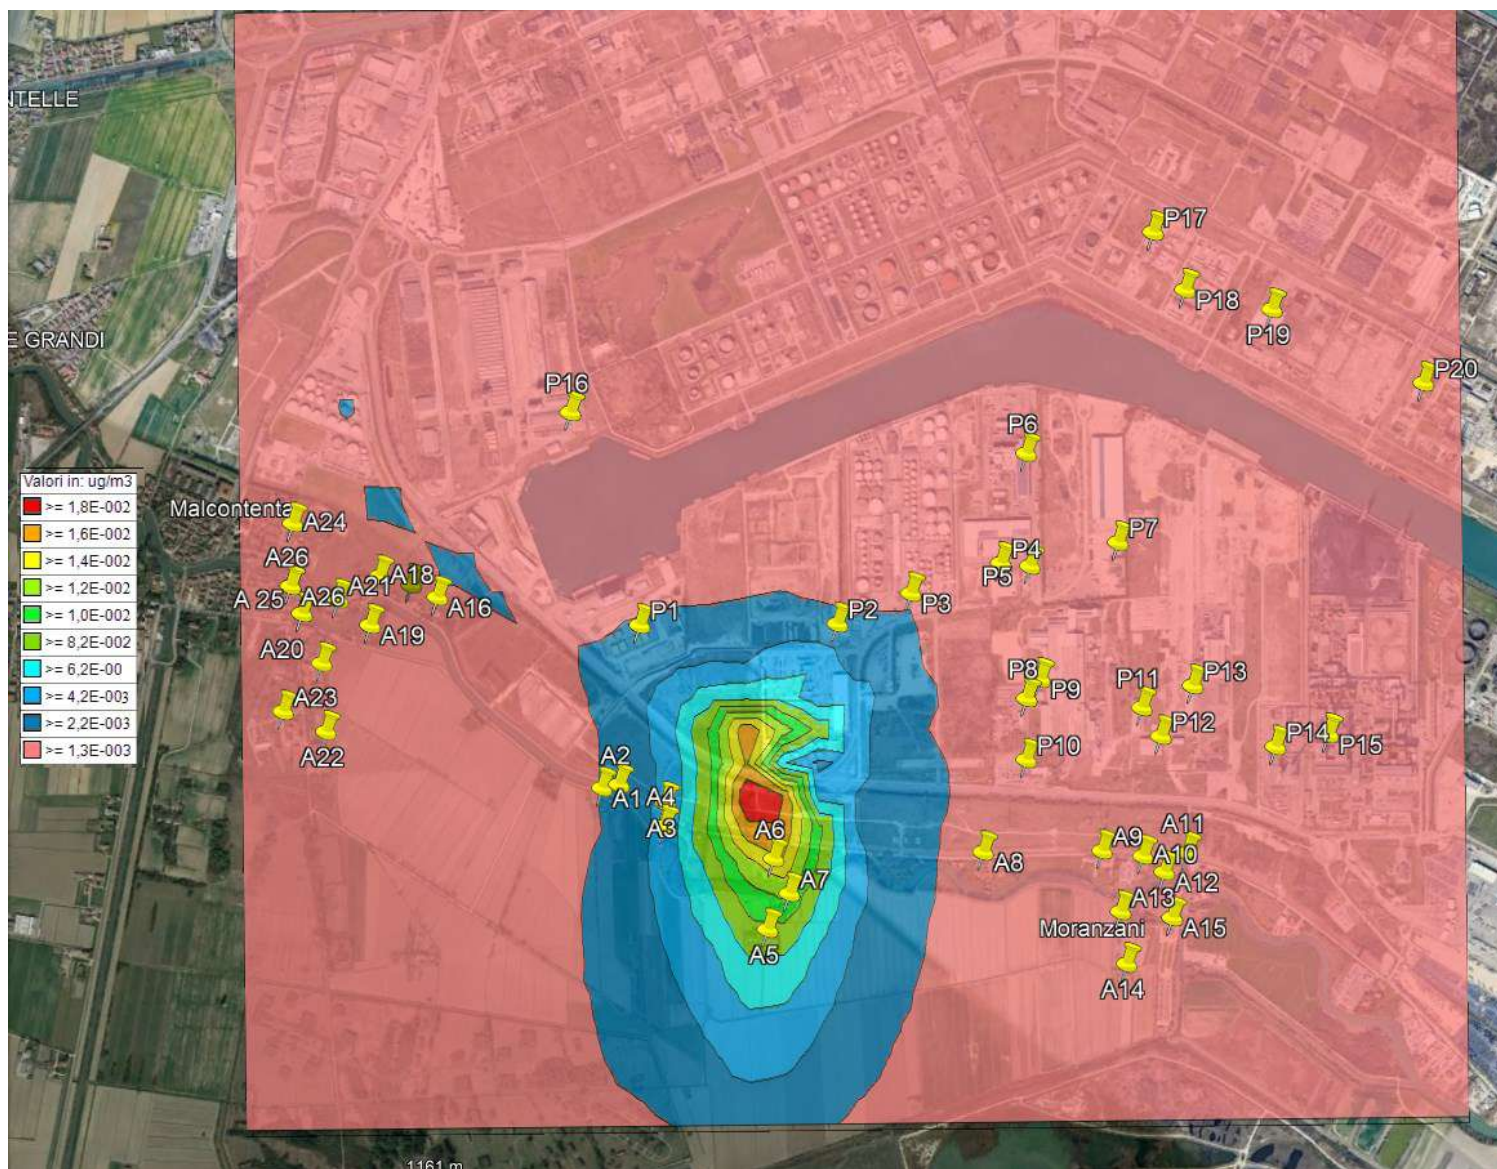 NTELLE
P17
P18
P19
E GRANDI
P20
P16
P6
Valori in: ug/m3
>= 1,8E-002
>= 1,6E-002
>= 1,4E-002
>= 1,2E-002
>= 1,0E-002
>= 8,2E-002
>= 6,2E-00
>= 4,2E-003
>= 2,2E-003
>= 1,3E-003
Malcontenta
A24
P7
A26
P4
P5
A21
A18
A 25
A26
A16
P3
P1
P2
A19
A20
P8
P9
P13
P11
A23
A22
P12
P14
P15
A2
P10
A1
A4
A3
A6
A9
A11
A10
A8
A7
A12
A13
Moranzani
A15
A5
A14
1161 m